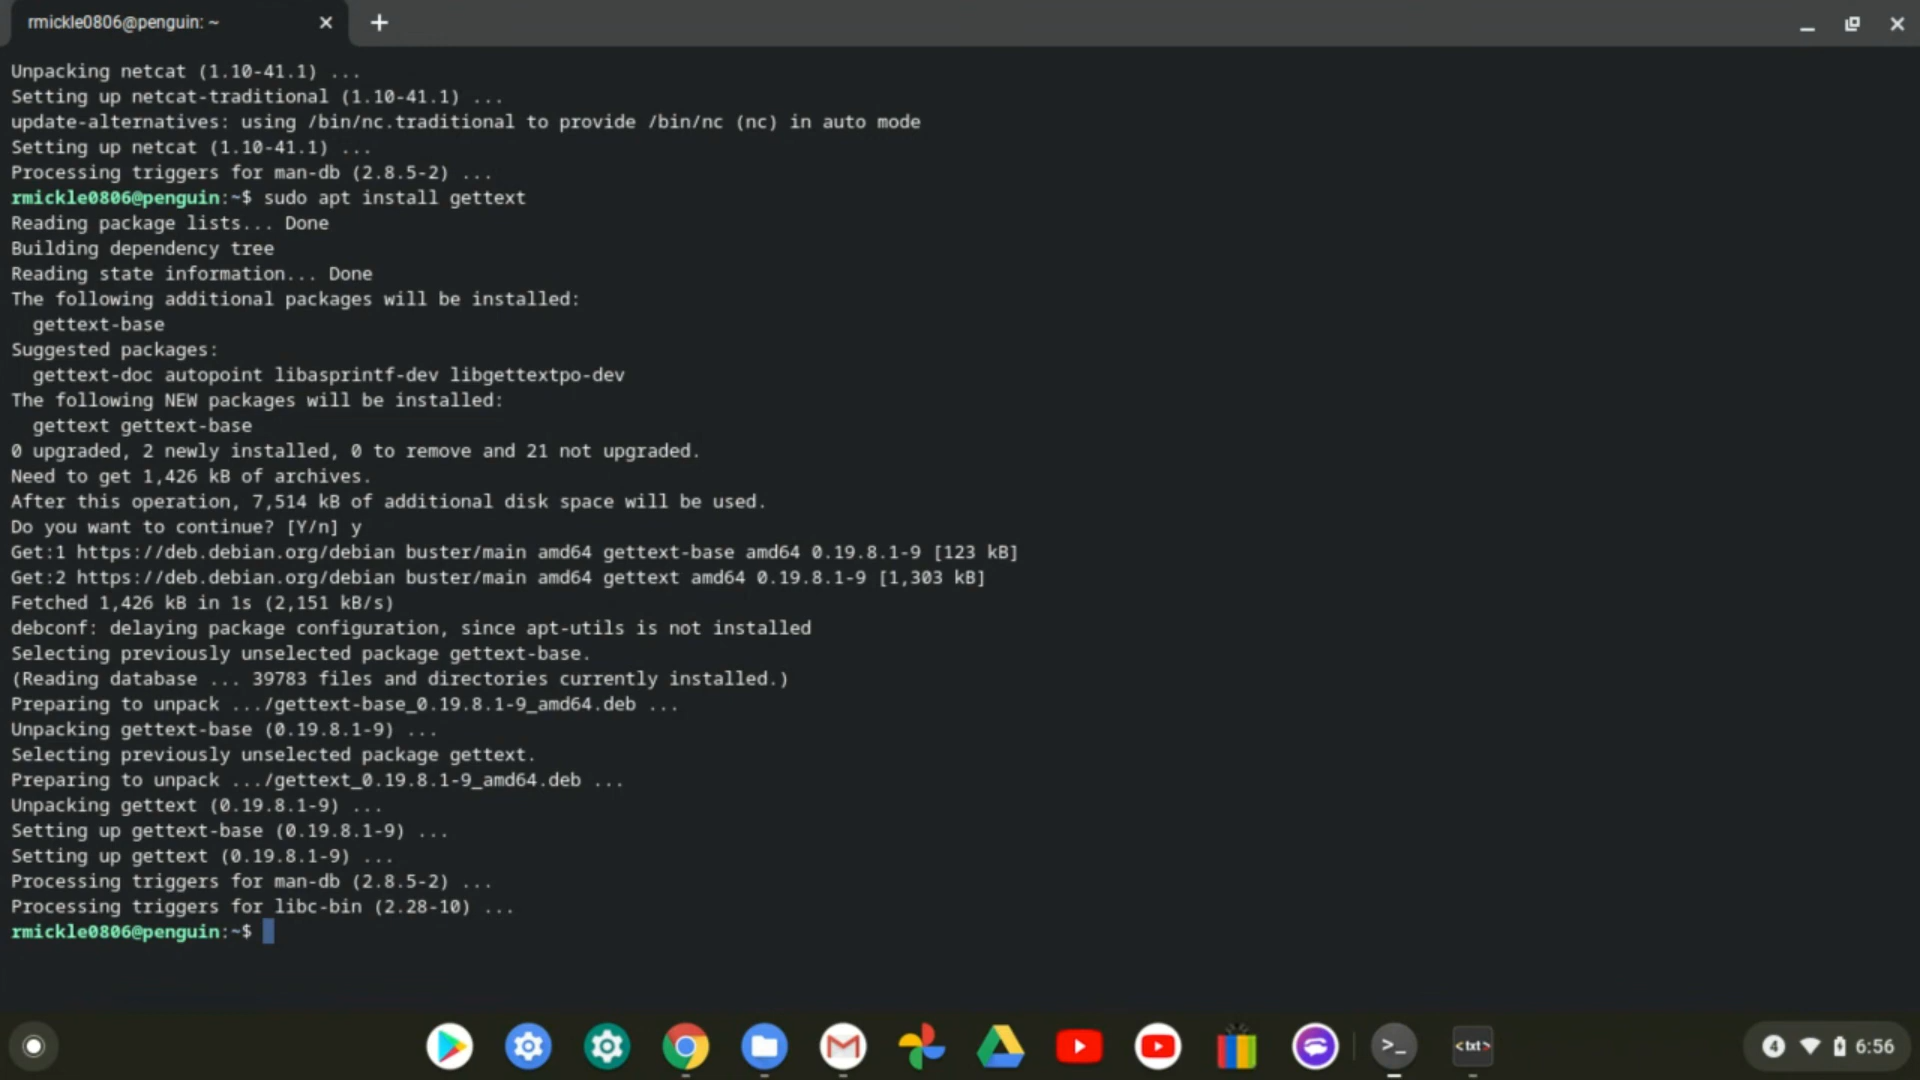 rmickle0806@penguin: ~
Unpacking netcat (1.10-41.1) ...
Setting up netcat-traditional (1.10-41.1) ...
update-alternatives: using /bin/nc.traditional to provide /bin/nc (nc) in auto mode
Setting up netcat (1.10-41.1) ...
Processing triggers for man-db (2.8.5-2) ...
rmickle0806@penguin:~$ sudo apt install gettext
Reading package lists... Done
Building dependency tree
Reading state information... Done
The following additional packages will be installed:
  gettext-base
Suggested packages:
  gettext-doc autopoint libasprintf-dev libgettextpo-dev
The following NEW packages will be installed:
  gettext gettext-base
0 upgraded, 2 newly installed, 0 to remove and 21 not upgraded.
Need to get 1,426 kB of archives.
After this operation, 7,514 kB of additional disk space will be used.
Do you want to continue? [Y/n] y
Get:1 https://deb.debian.org/debian buster/main amd64 gettext-base amd64 0.19.8.1-9 [123 kB]
Get:2 https://deb.debian.org/debian buster/main amd64 gettext amd64 0.19.8.1-9 [1,303 kB]
Fetched 1,426 kB in 1s (2,151 kB/s)
debconf: delaying package configuration, since apt-utils is not installed
Selecting previously unselected package gettext-base.
(Reading database ... 39783 files and directories currently installed.)
Preparing to unpack .../gettext-base_0.19.8.1-9_amd64.deb ...
Unpacking gettext-base (0.19.8.1-9) ...
Selecting previously unselected package gettext.
Preparing to unpack .../gettext_0.19.8.1-9_amd64.deb ...
Unpacking gettext (0.19.8.1-9) ...
Setting up gettext-base (0.19.8.1-9) ...
Setting up gettext (0.19.8.1-9) ...
Processing triggers for man-db (2.8.5-2) ...
Processing triggers for libc-bin (2.28-10) ...
rmickle0806@penguin:~$
>_ <txt> 4 6:56